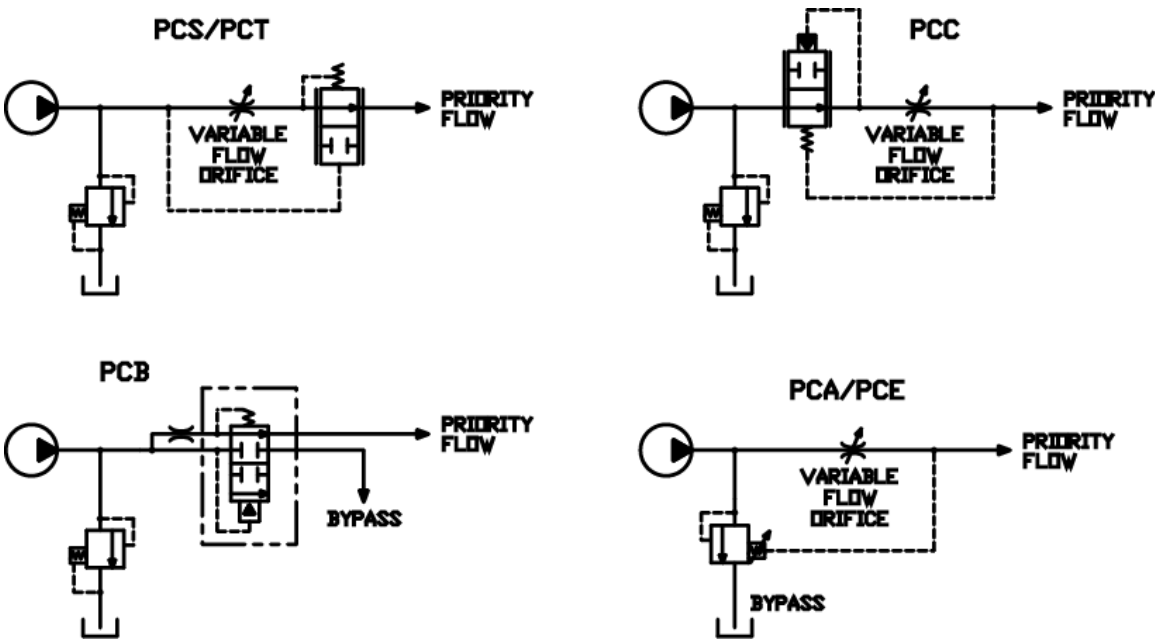 PCS/PCT
PRIORITY
FLOW
VARIABLE
FLOW
ORIFICE
PCC
PRIORITY
FLOW
VARIABLE
FLOW
ORIFICE
PCB
PRIORITY
FLOW
BYPASS
PCA/PCE
PRIORITY
FLOW
VARIABLE
FLOW
ORIFICE
BYPASS